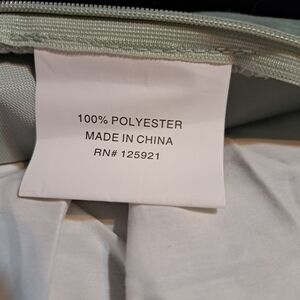 100% POLYESTER
MADE IN CHINA
RN# 125921